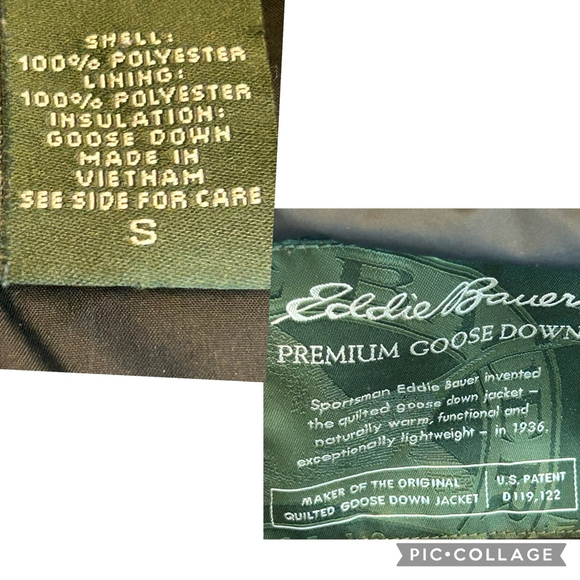 SHELL:
100% POLYESTER
LINING:
100% POLYESTER
INSULATION:
GOOSE DOWN
MADE IN
VIETNAM
SEE SIDE FOR CARE
S
Eddie Bauer
PREMIUM GOOSE DOWN
Sportsman Eddie Bauer invented
the quilted goose down jacket –
naturally warm, functional and
exceptionally lightweight – in 1936.
MAKER OF THE ORIGINAL
QUILTED GOOSE DOWN JACKET
U.S. PATENT
D119,122
PIC•COLLAGE